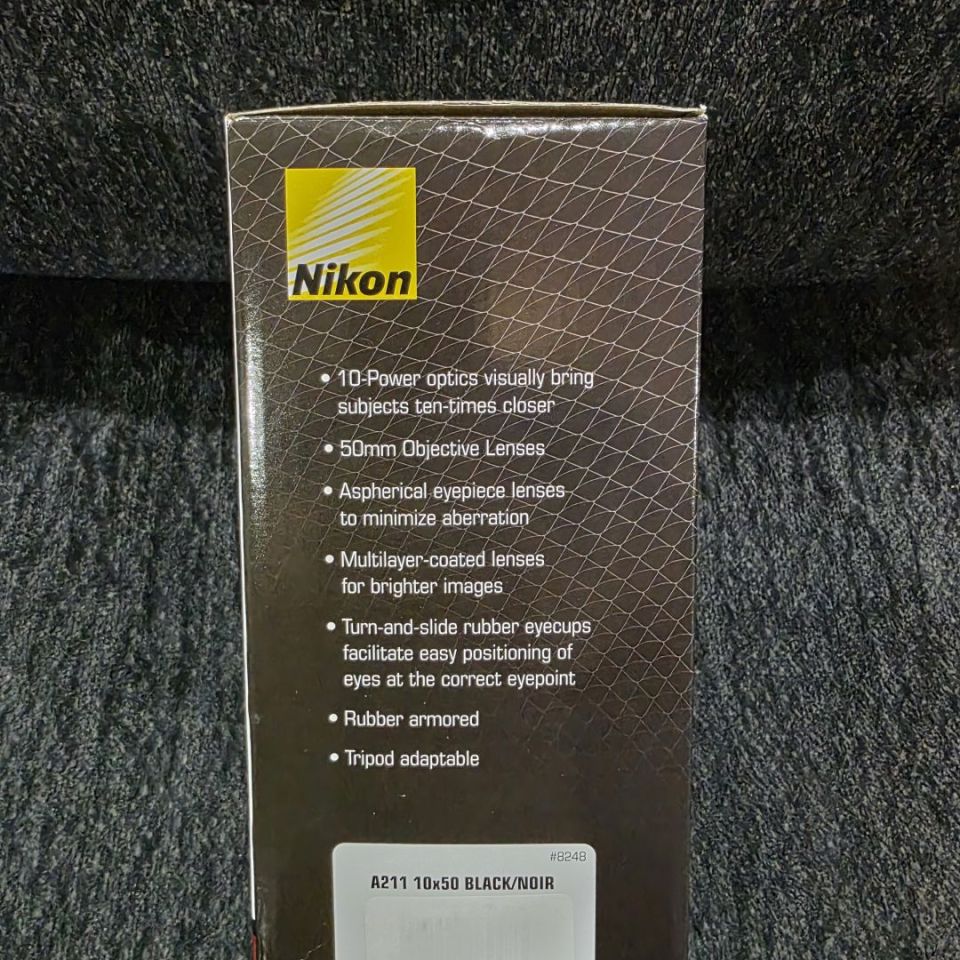 Nikon
• 10-Power optics visually bring
subjects ten-times closer
• 50mm Objective Lenses
• Aspherical eyepiece lenses
to minimize aberration
• Multilayer-coated lenses
for brighter images
• Turn-and-slide rubber eyecups
facilitate easy positioning of
eyes at the correct eyepoint
• Rubber armored
• Tripod adaptable
#8248
A211 10x50 BLACK/NOIR